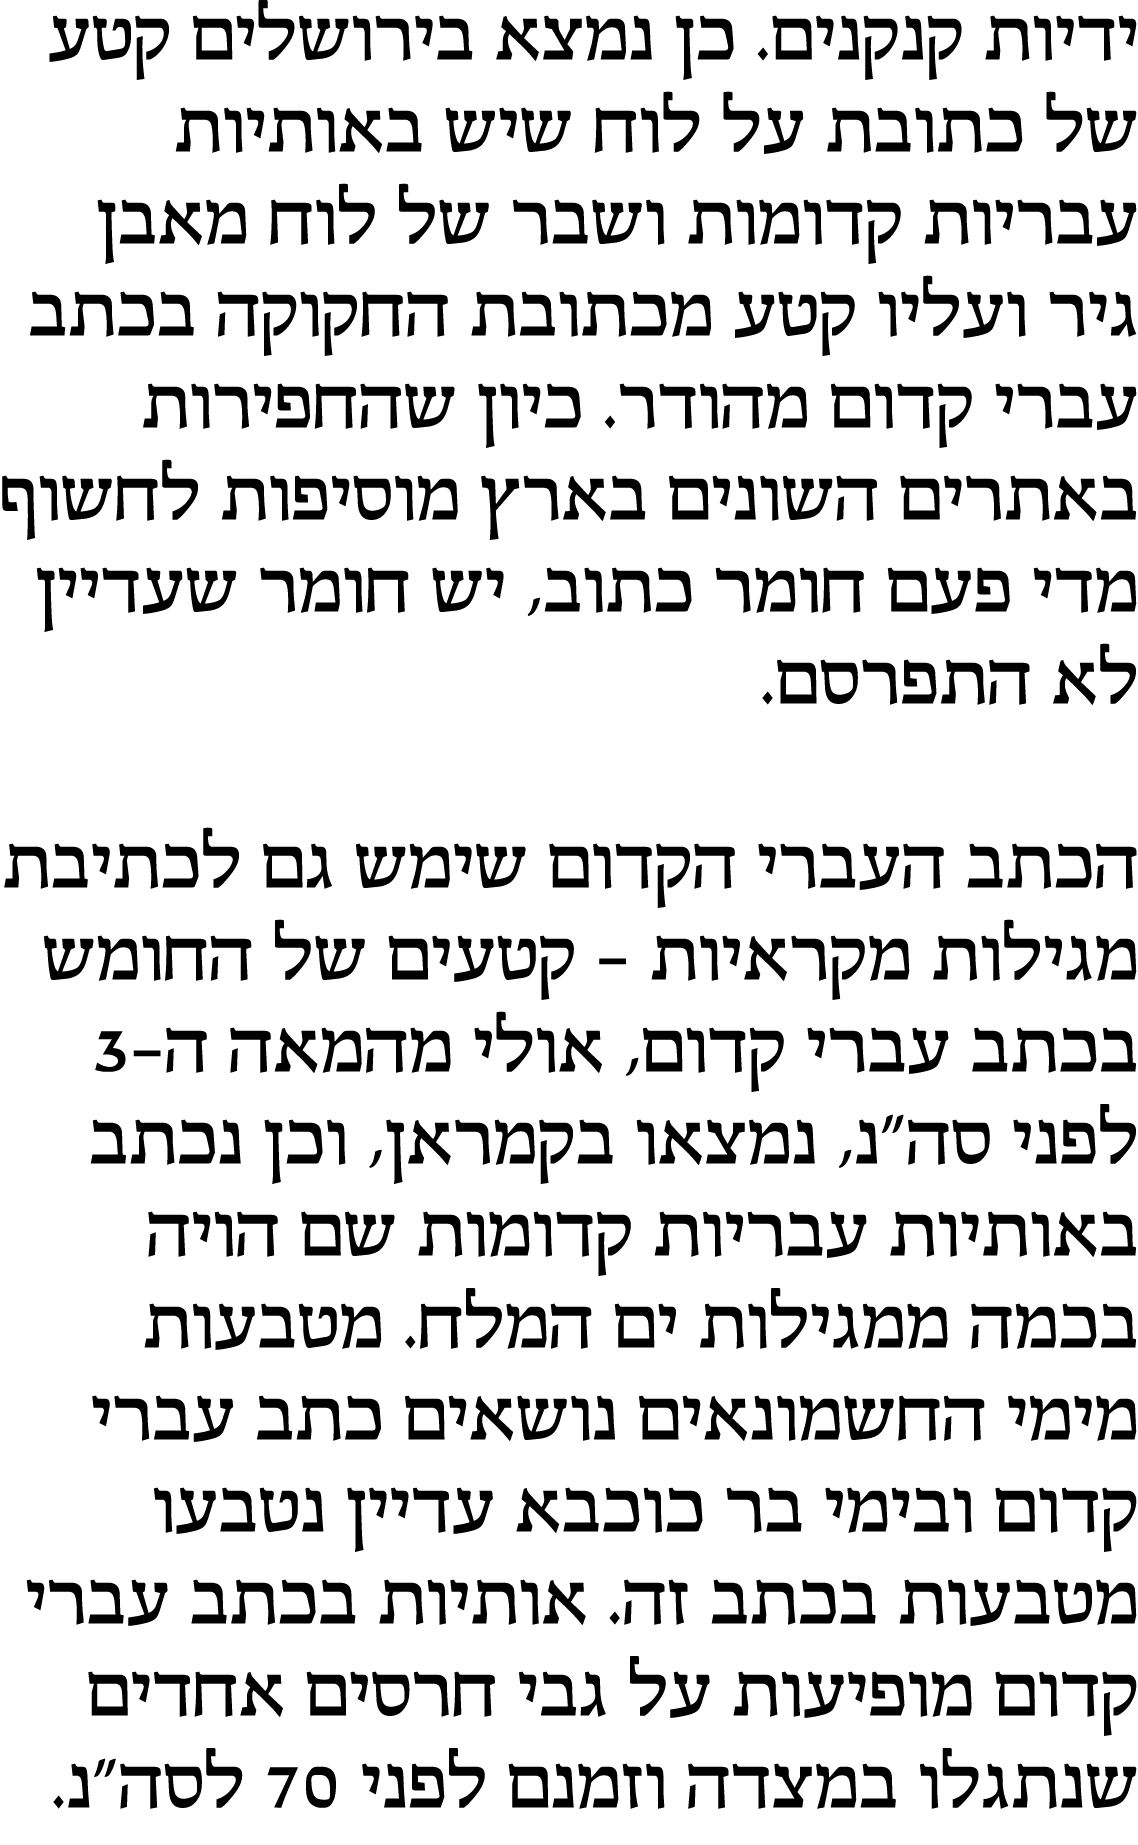 ידיות קנקנים. כן נמצא בירושלים קטע
של כתובת על לוח שיש באותיות
עבריות קדומות ושבר של לוח מאבן
גיר ועליו קטע מכתובת החקוקה בכתב
עברי קדום מהודר. כיון שהחפירות
באתרים השונים בארץ מוסיפות לחשוף
מדי פעם חומר כתוב, יש חומר שעדיין
לא התפרסם.
הכתב העברי הקדום שימש גם לכתיבת
מגילות מקראיות – קטעים של החומש
בכתב עברי קדום, אולי מהמאה ה–3
לפני סה"נ, נמצאו בקמראן, וכן נכתב
באותיות עבריות קדומות שם הויה
בכמה ממגילות ים המלח. מטבעות
מימי החשמונאים נושאים כתב עברי
קדום ובימי בר כוכבא עדיין נטבעו
מטבעות בכתב זה. אותיות בכתב עברי
קדום מופיעות על גבי חרסים אחדים
שנתגלו במצדה וזמנם לפני 70 לסה"נ.